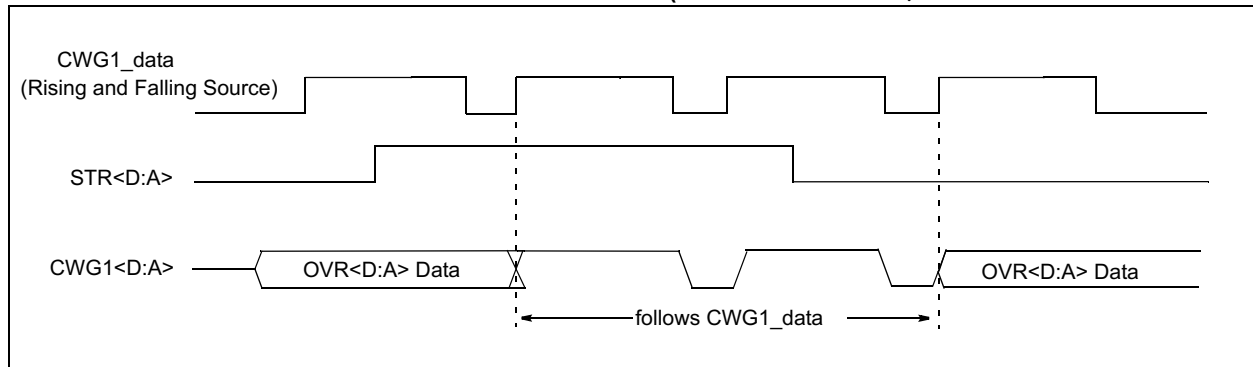 CWG1_data
(Rising and Falling Source)
STR<D:A>
CWG1<D:A>
OVR<D:A> Data
OVR<D:A> Data
follows CWG1_data